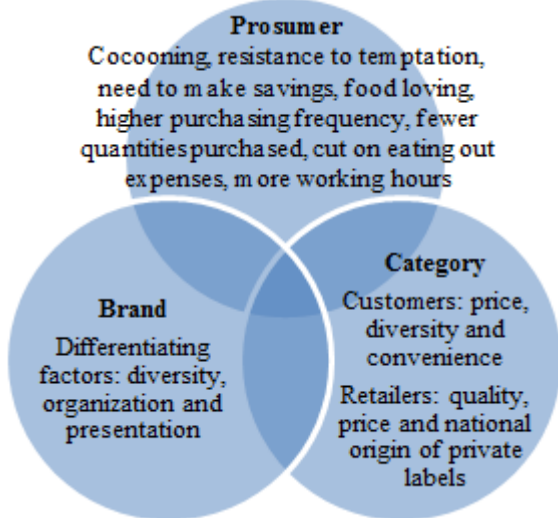 Prosumer
Cocooning, resistance to temptation,
need to make savings, food loving,
higher purchasing frequency, fewer
quantities purchased, cut on eating out
expenses, more working hours
Brand
Differentiating
factors: diversity,
organization and
presentation
Category
Customers: price,
diversity and
convenience
Retailers: quality,
price and national
origin of private
labels